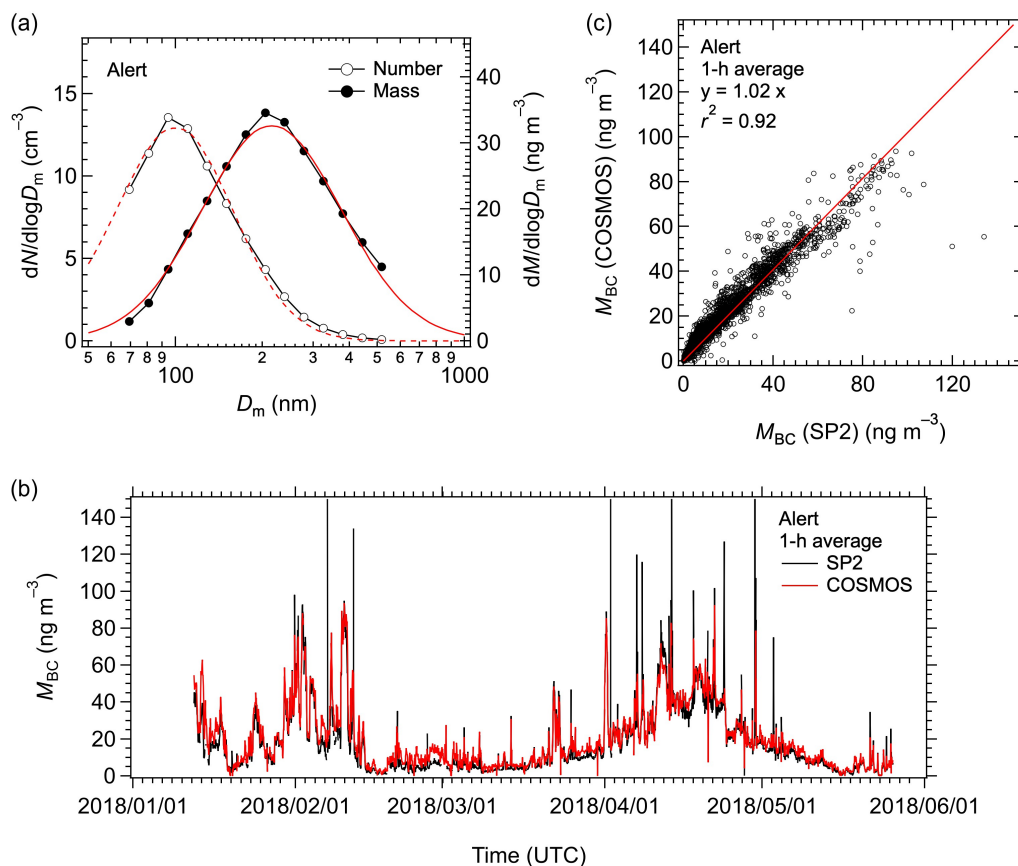 (a)
Alert
Number
Mass
dN/dlogDm (cm–3)
15
10
5
0
40
30
20
10
0
dM/dlogDm (ng m–3)
5 6 7 8 9 2 3 4 5 6 7 8 9
100 1000
Dm (nm)
(c)
Alert
1-h average
y = 1.02 x
r2 = 0.92
MBC (COSMOS) (ng m–3)
140
120
100
80
60
40
20
0
0 40 80 120
MBC (SP2) (ng m–3)
(b)
Alert
1-h average
SP2
COSMOS
MBC (ng m–3)
140
120
100
80
60
40
20
0
2018/01/01 2018/02/01 2018/03/01 2018/04/01 2018/05/01 2018/06/01
Time (UTC)